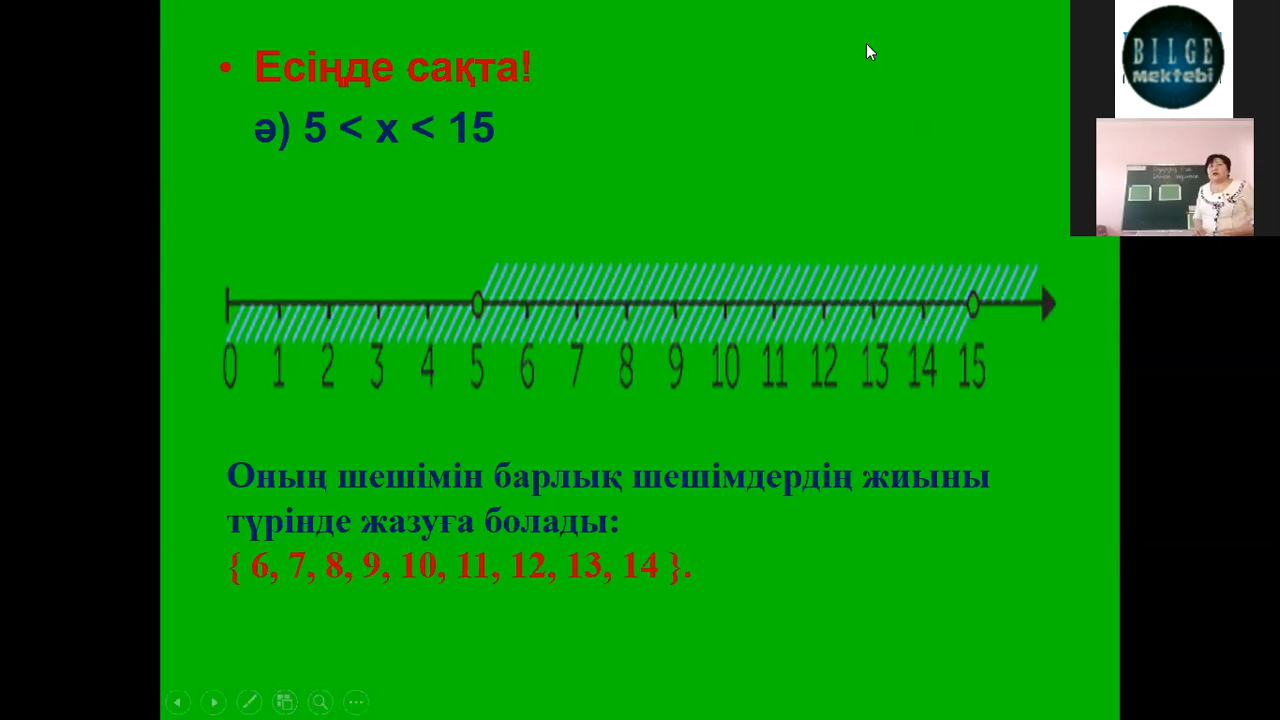 • Есіңде сақта!
ә) 5 < x < 15
0 1 2 3 4 5 6 7 8 9 10 11 12 13 14 15
Оның шешімін барлық шешімдердің жиыны
түрінде жазуға болады:
{ 6, 7, 8, 9, 10, 11, 12, 13, 14 }.
BILGE
мектебі